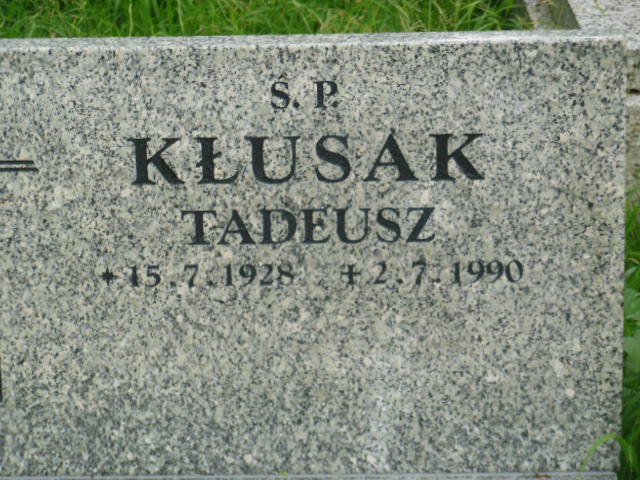 Ś. P.
KŁUSAK
TADEUSZ
* 15.7.1928 + 2.7.1990